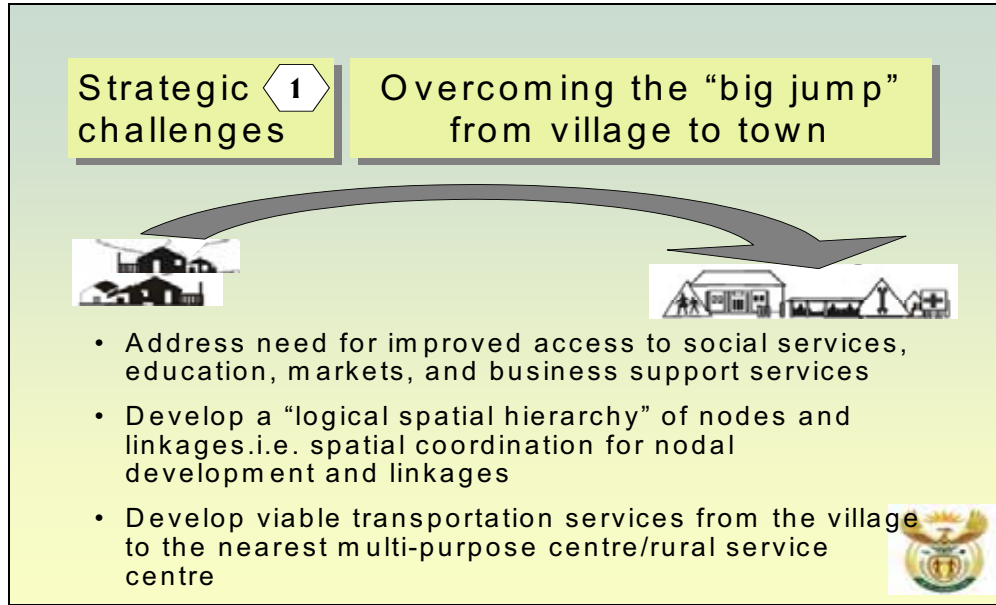 Strategic 1
challenges
Overcoming the “big jump”
from village to town
• Address need for improved access to social services,
education, markets, and business support services
• Develop a “logical spatial hierarchy” of nodes and
linkages.i.e. spatial coordination for nodal
development and linkages
• Develop viable transportation services from the village
to the nearest multi-purpose centre/rural service
centre